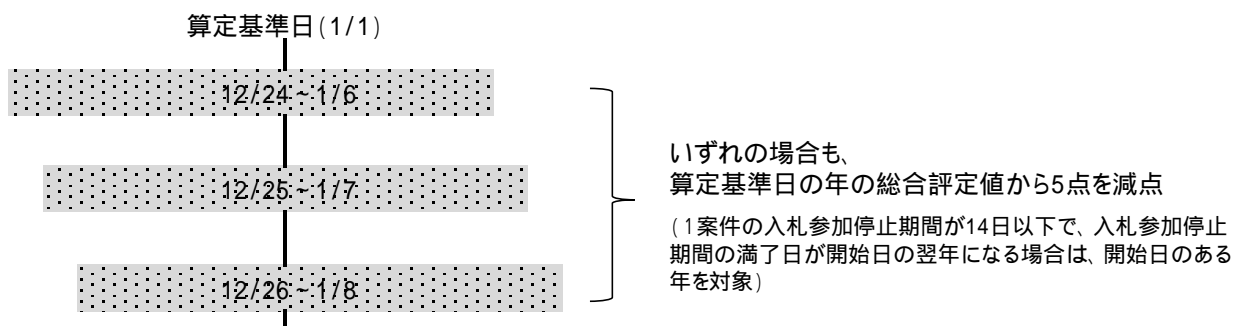 算定基準日(1/1)
12/24~1/6
12/25~1/7
12/26~1/8
いずれの場合も、
算定基準日の年の総合評定値から5点を減点
(1案件の入札参加停止期間が14日以下で、入札参加停止
期間の満了日が開始日の翌年になる場合は、開始日のある
年を対象)